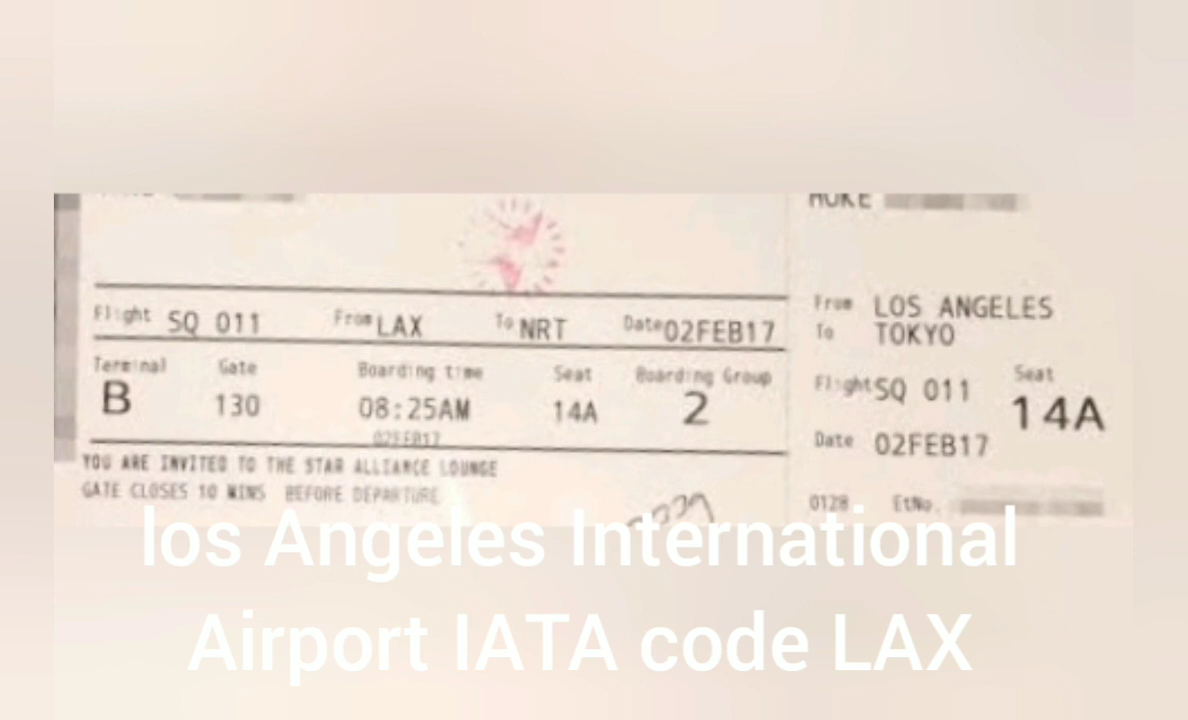 Flight SQ 011 From LAX To NRT Date 02FEB17
Terminal Gate Boarding time Seat Boarding Group
B 130 08:25AM 14A 2
02FEB17
YOU ARE INVITED TO THE STAR ALLIANCE LOUNGE
GATE CLOSES 10 MINS BEFORE DEPARTURE
From LOS ANGELES
To TOKYO
Flight SQ 011
Seat
14A
Date 02FEB17
0128 EtNo.
los Angeles International
Airport IATA code LAX